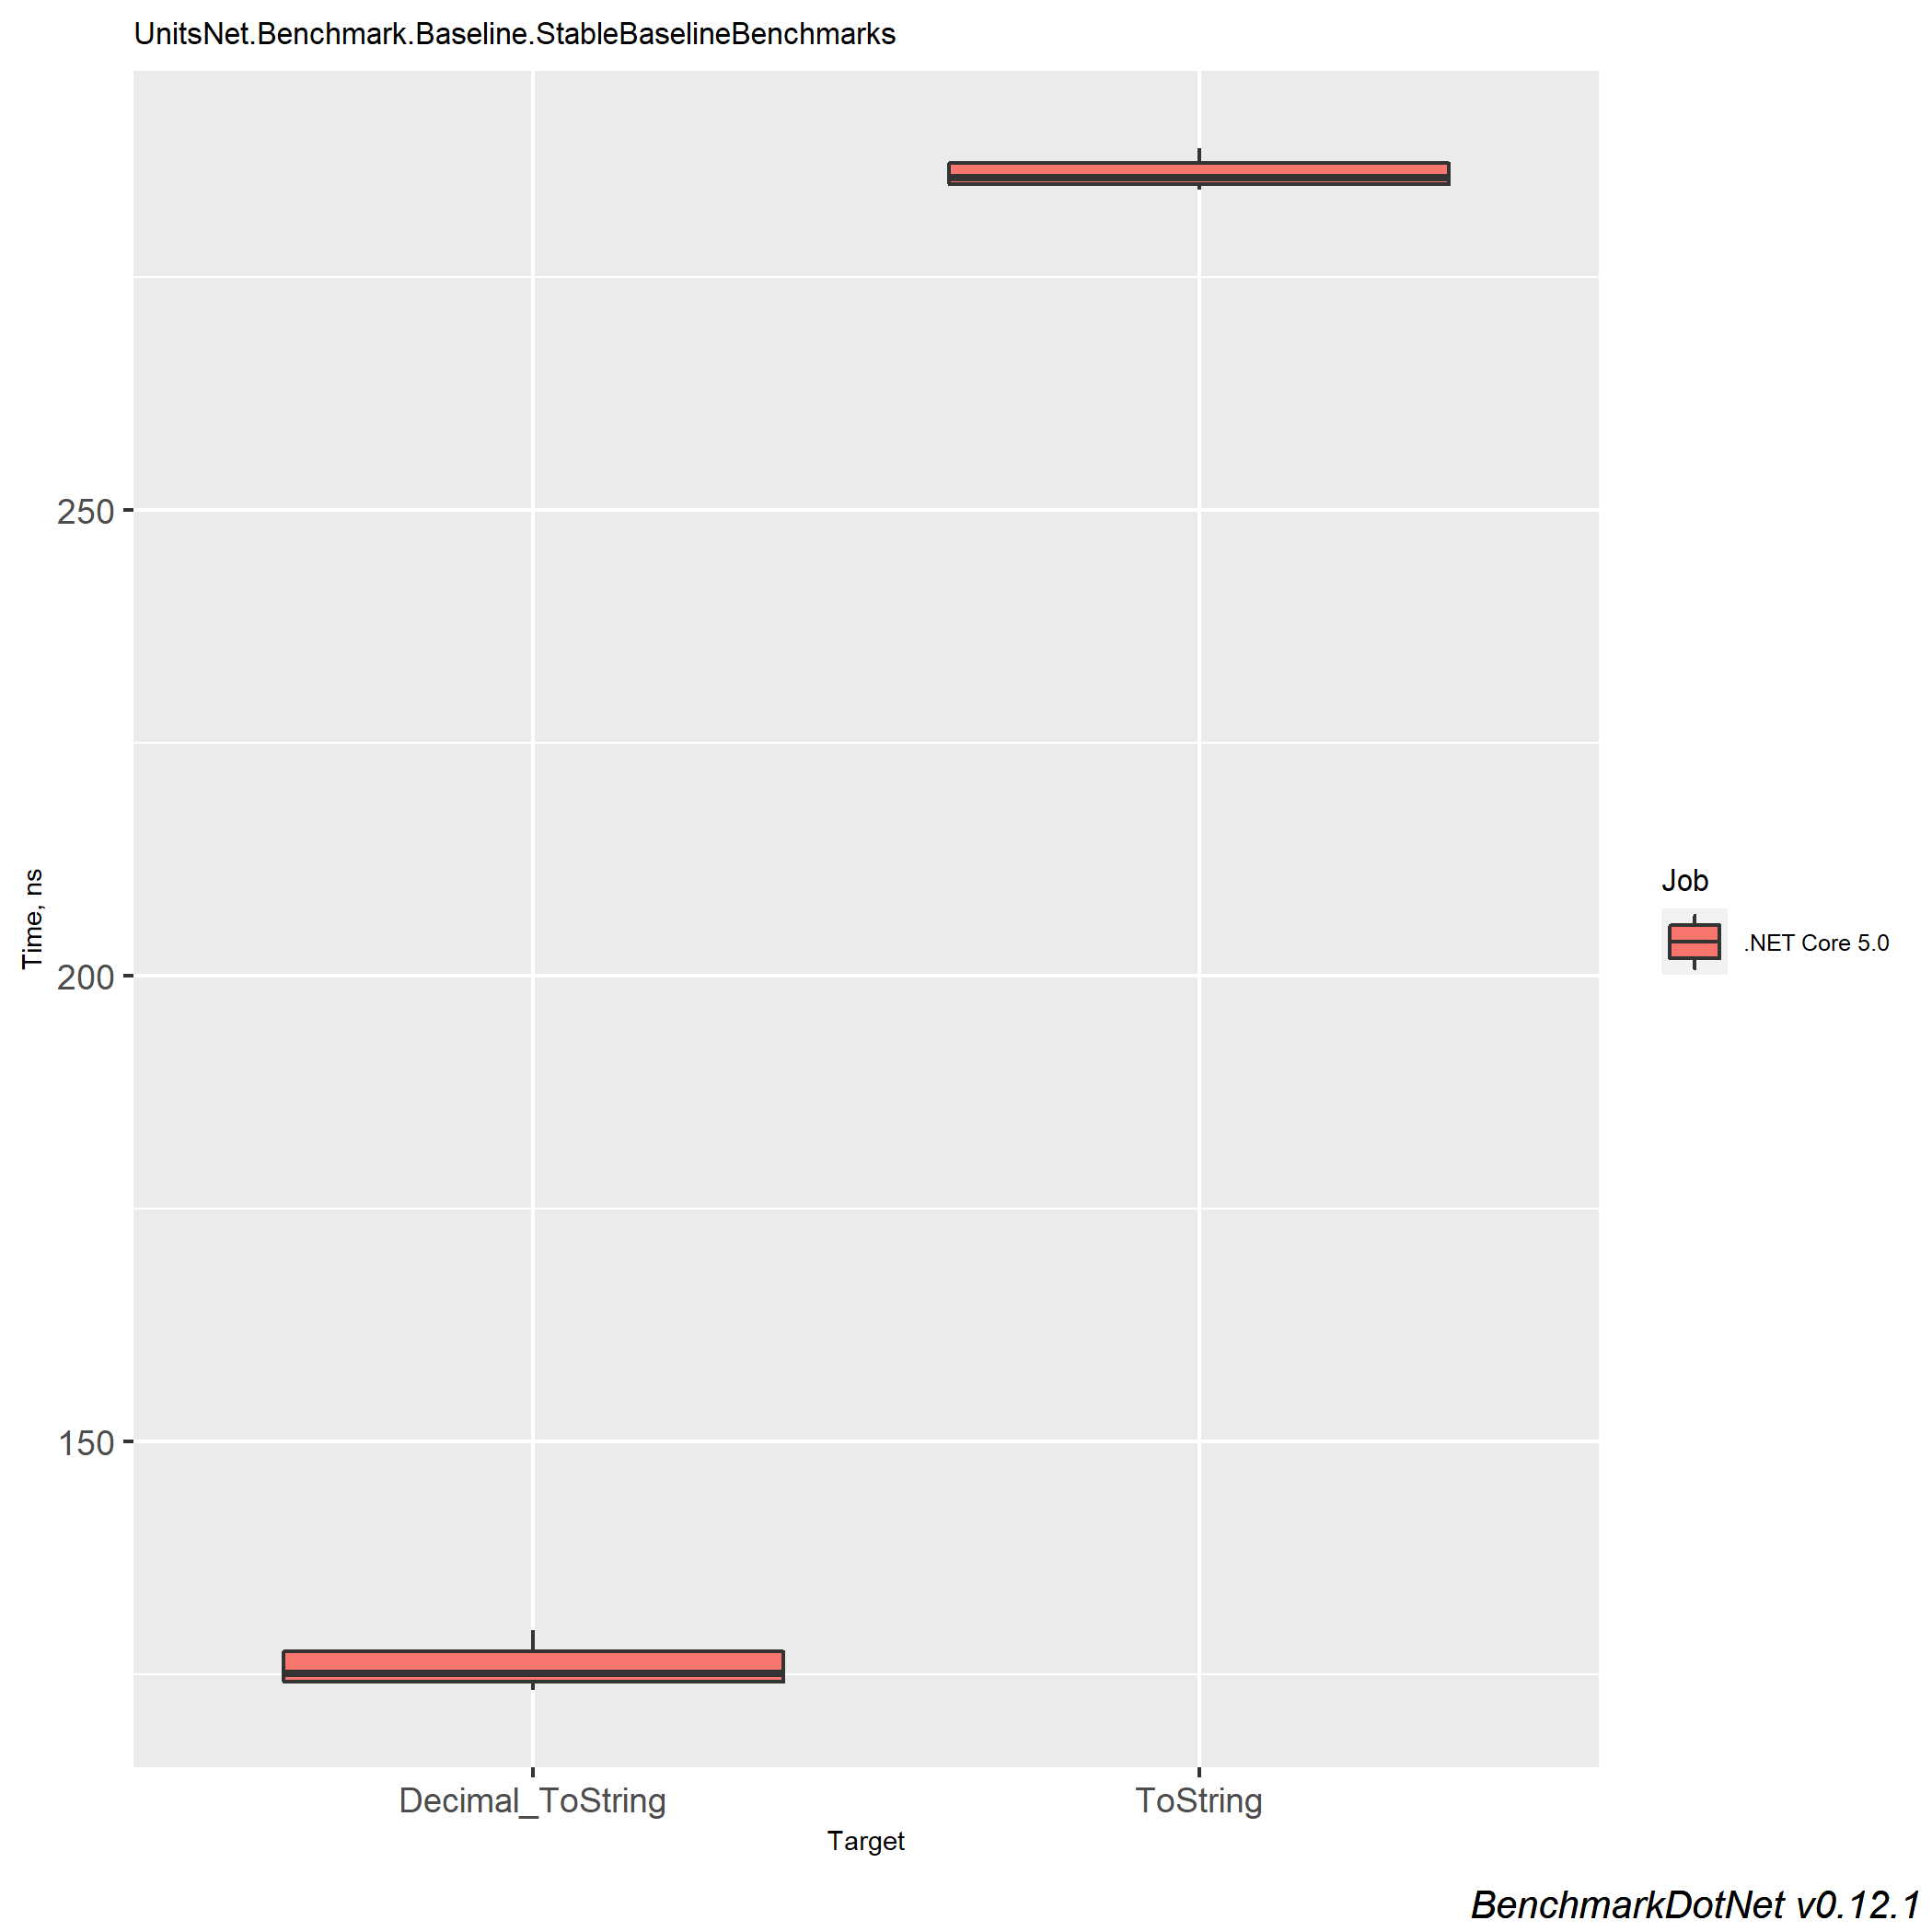 UnitsNet.Benchmark.Baseline.StableBaselineBenchmarks
250
200
150
Time, ns
Decimal_ToString
ToString
Target
Job
.NET Core 5.0
BenchmarkDotNet v0.12.1